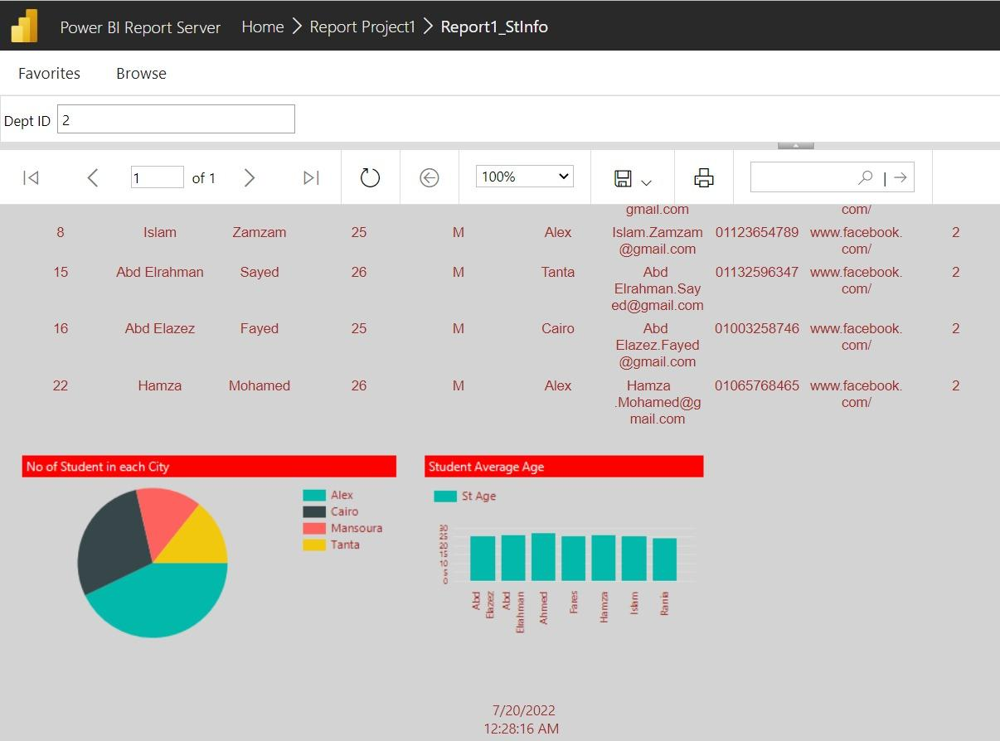 Power BI Report Server Home > Report Project1 > Report1_StInfo
Favorites Browse
Dept ID 2
1 of 1 100% |
gmail.com com/
8 Islam Zamzam 25 M Alex Islam.Zamzam 01123654789 www.facebook. 2
@gmail.com com/
15 Abd Elrahman Sayed 26 M Tanta Abd 01132596347 www.facebook. 2
Elrahman.Say com/
ed@gmail.com
16 Abd Elazez Fayed 25 M Cairo Abd 01003258746 www.facebook. 2
Elazez.Fayed com/
@gmail.com
22 Hamza Mohamed 26 M Alex Hamza 01065768465 www.facebook. 2
.Mohamed@g com/
mail.com
No of Student in each City
Alex
Cairo
Mansoura
Tanta
Student Average Age
St Age
30
25
20
15
10
5
0
Abd
Elazez
Abd
Elrahman
Ahmed
Fares
Hamza
Islam
Rania
7/20/2022
12:28:16 AM